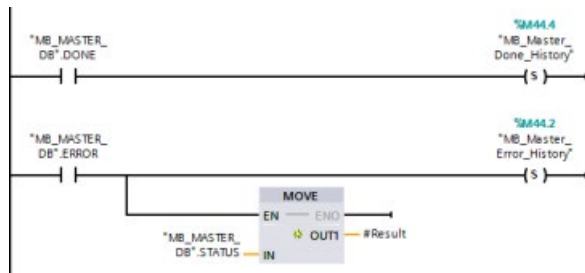 %M44.4
"MB_MASTER_
DB".DONE
"MB_Master_
Done_History"
S
%M44.2
"MB_MASTER_
DB".ERROR
"MB_Master_
Error_History"
S
MOVE
EN ENO
OUT1 #Result
"MB_MASTER_
DB".STATUS IN